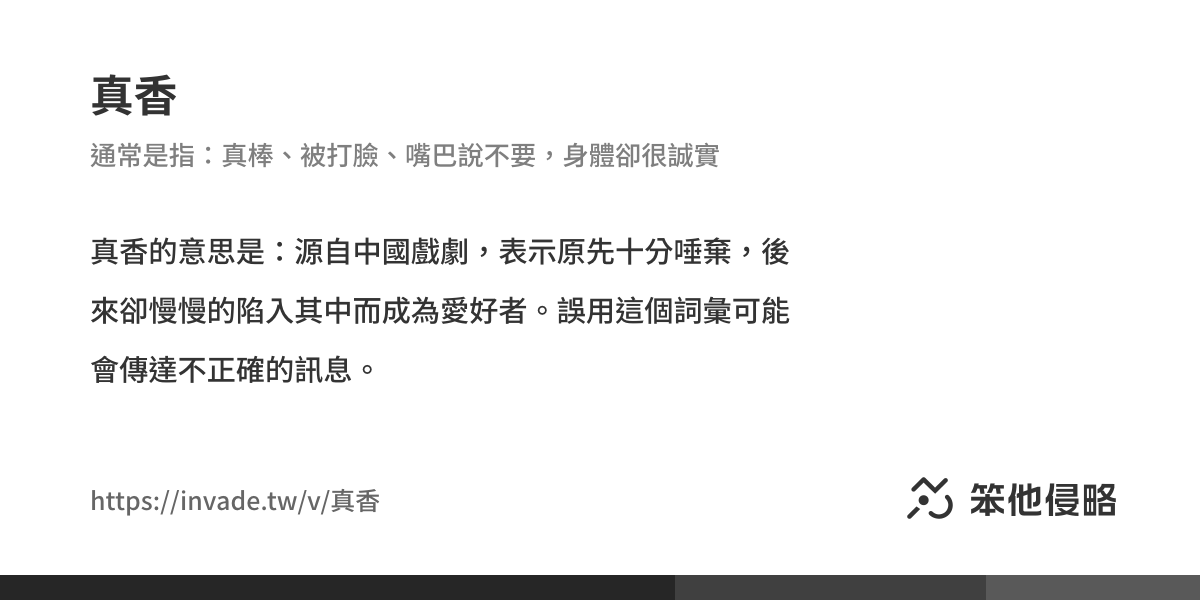 真香
通常是指：真棒、被打臉、嘴巴說不要，身體卻很誠實
真香的意思是：源自中國戲劇，表示原先十分唾棄，後
來卻慢慢的陷入其中而成為愛好者。誤用這個詞彙可能
會傳達不正確的訊息。
https://invade.tw/v/真香
笨他侵略